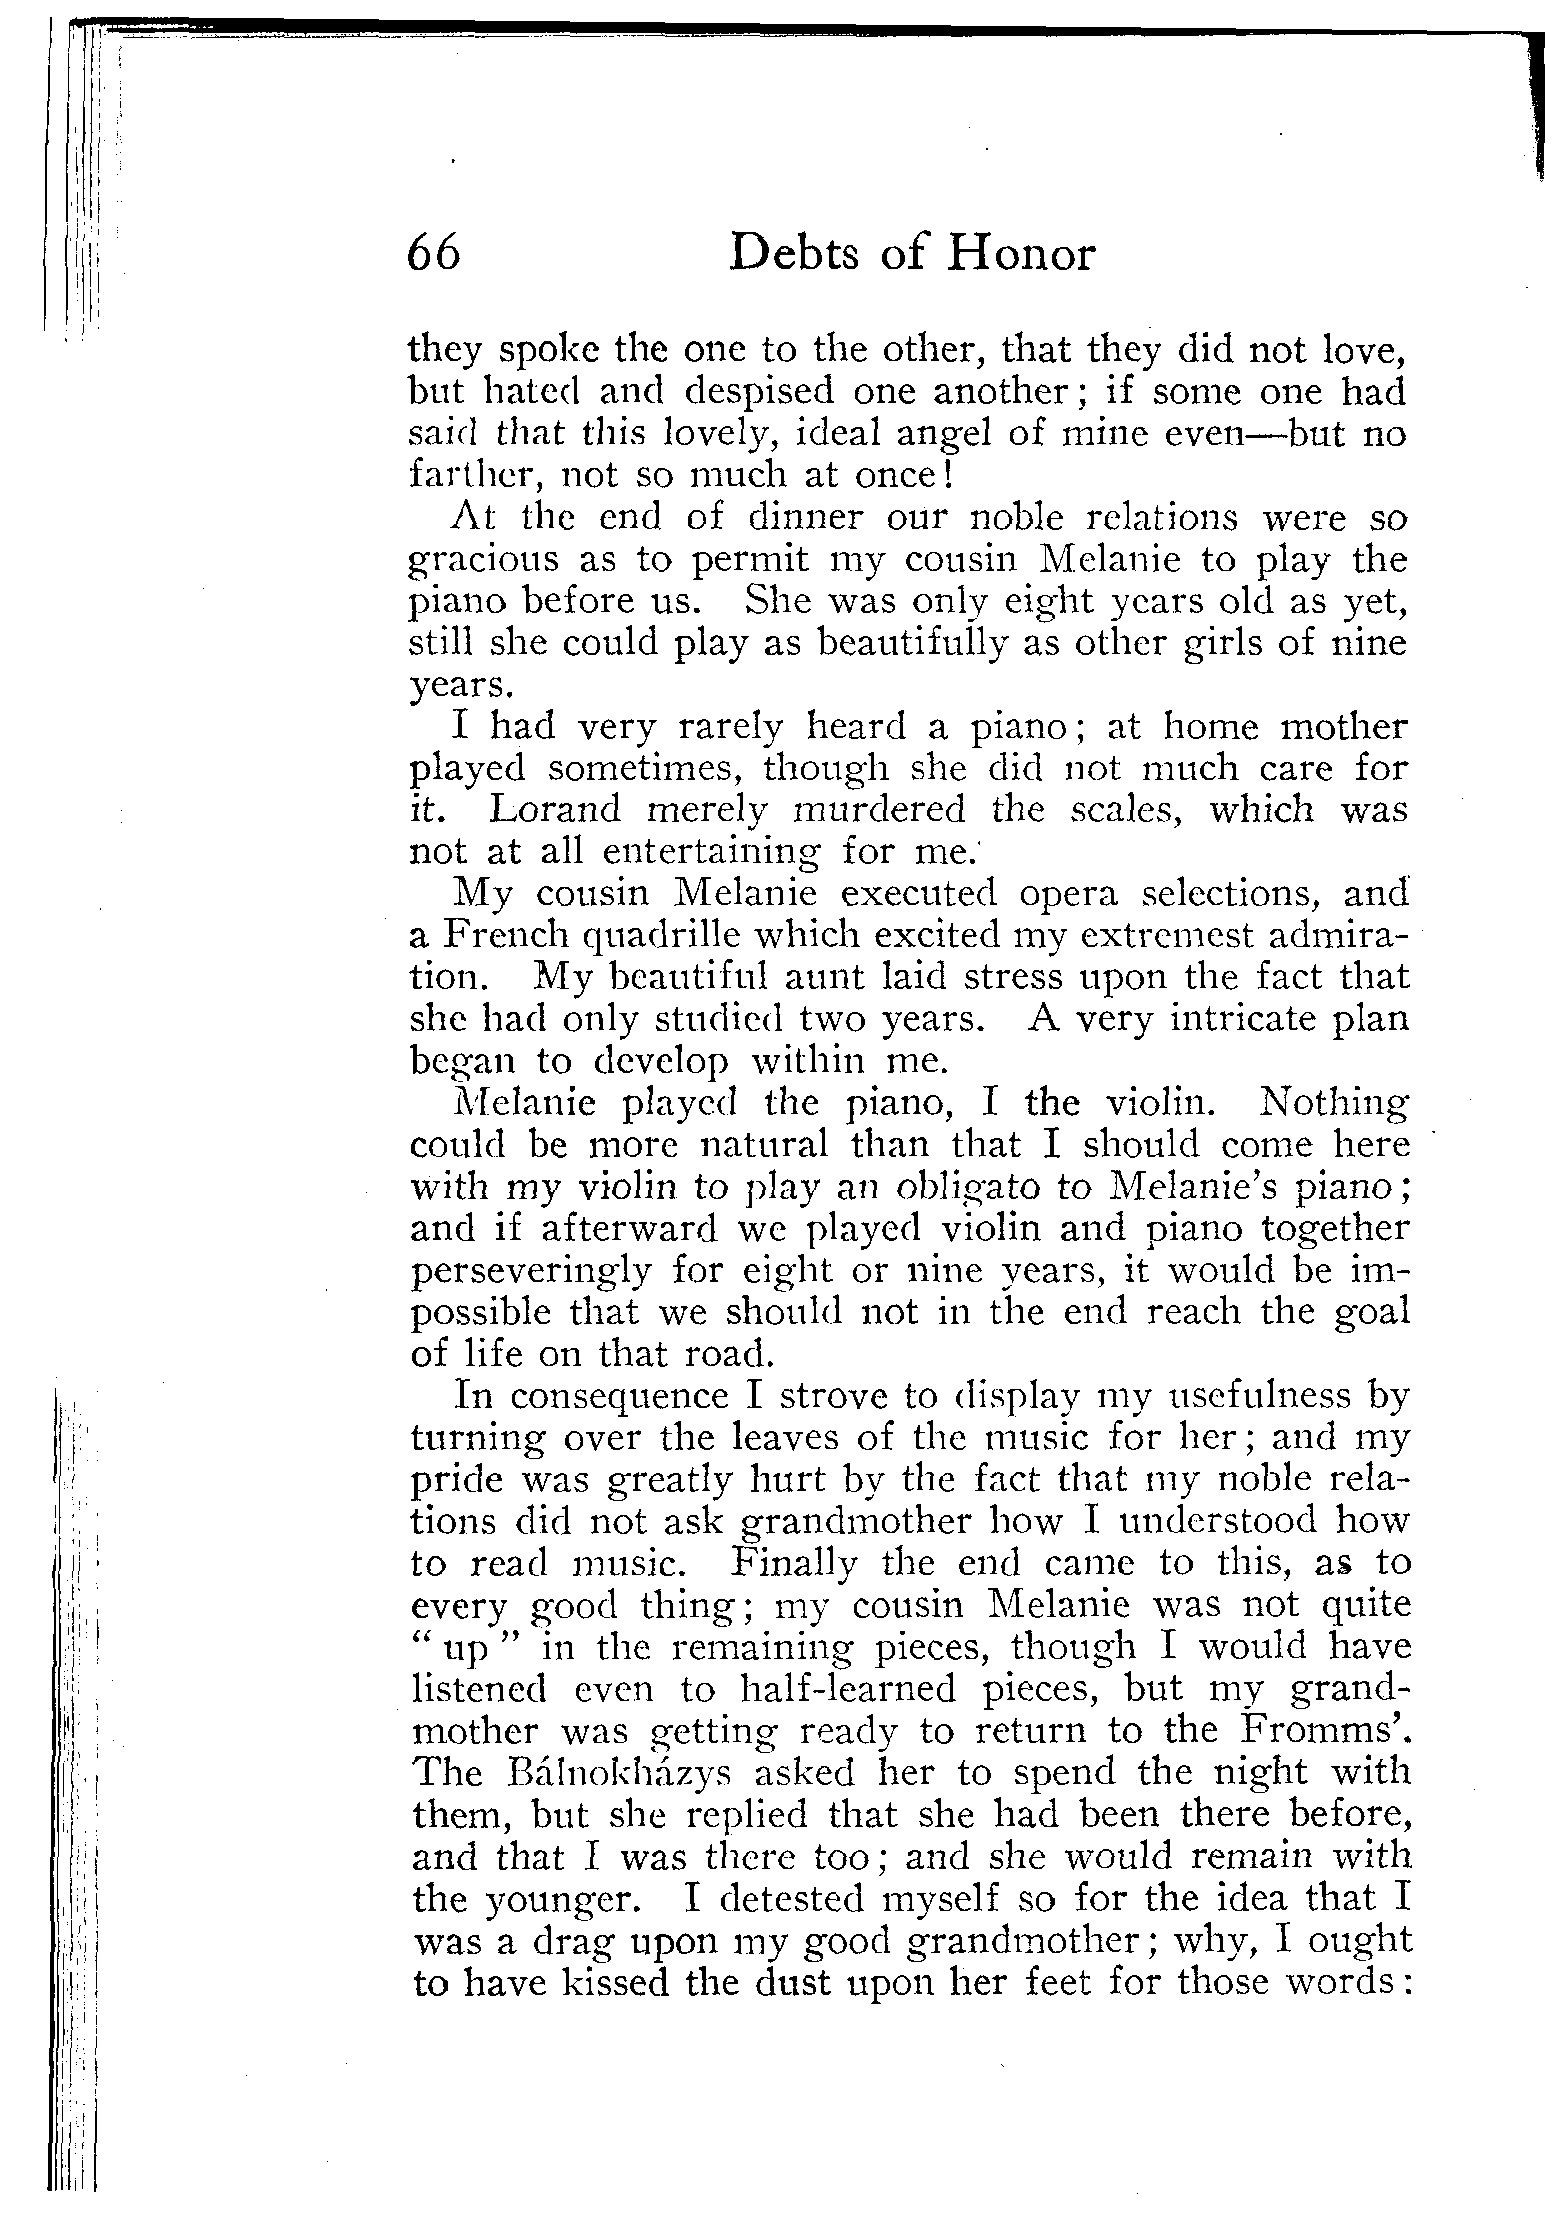 66 Debts of Honor
they spoke the one to the other, that they did not love,
but hated and despised one another; if some one had
said that this lovely, ideal angel of mine even—but no
farther, not so much at once!
At the end of dinner our noble relations were so
gracious as to permit my cousin Melanie to play the
piano before us. She was only eight years old as yet,
still she could play as beautifully as other girls of nine
years.
I had very rarely heard a piano; at home mother
played sometimes, though she did not much care for
it. Lorand merely murdered the scales, which was
not at all entertaining for me.
My cousin Melanie executed opera selections, and
a French quadrille which excited my extremest admira-
tion. My beautiful aunt laid stress upon the fact that
she had only studied two years. A very intricate plan
began to develop within me.
Melanie played the piano, I the violin. Nothing
could be more natural than that I should come here
with my violin to play an obligato to Melanie's piano;
and if afterward we played violin and piano together
perseveringly for eight or nine years, it would be im-
possible that we should not in the end reach the goal
of life on that road.
In consequence I strove to display my usefulness by
turning over the leaves of the music for her; and my
pride was greatly hurt by the fact that my noble rela-
tions did not ask grandmother how I understood how
to read music. Finally the end came to this, as to
every good thing; my cousin Melanie was not quite
“ up ” in the remaining pieces, though I would have
listened even to half-learned pieces, but my grand-
mother was getting ready to return to the Fromms'.
The Bálnokházys asked her to spend the night with
them, but she replied that she had been there before,
and that I was there too; and she would remain with
the younger. I detested myself so for the idea that I
was a drag upon my good grandmother; why, I ought
to have kissed the dust upon her feet for those words: